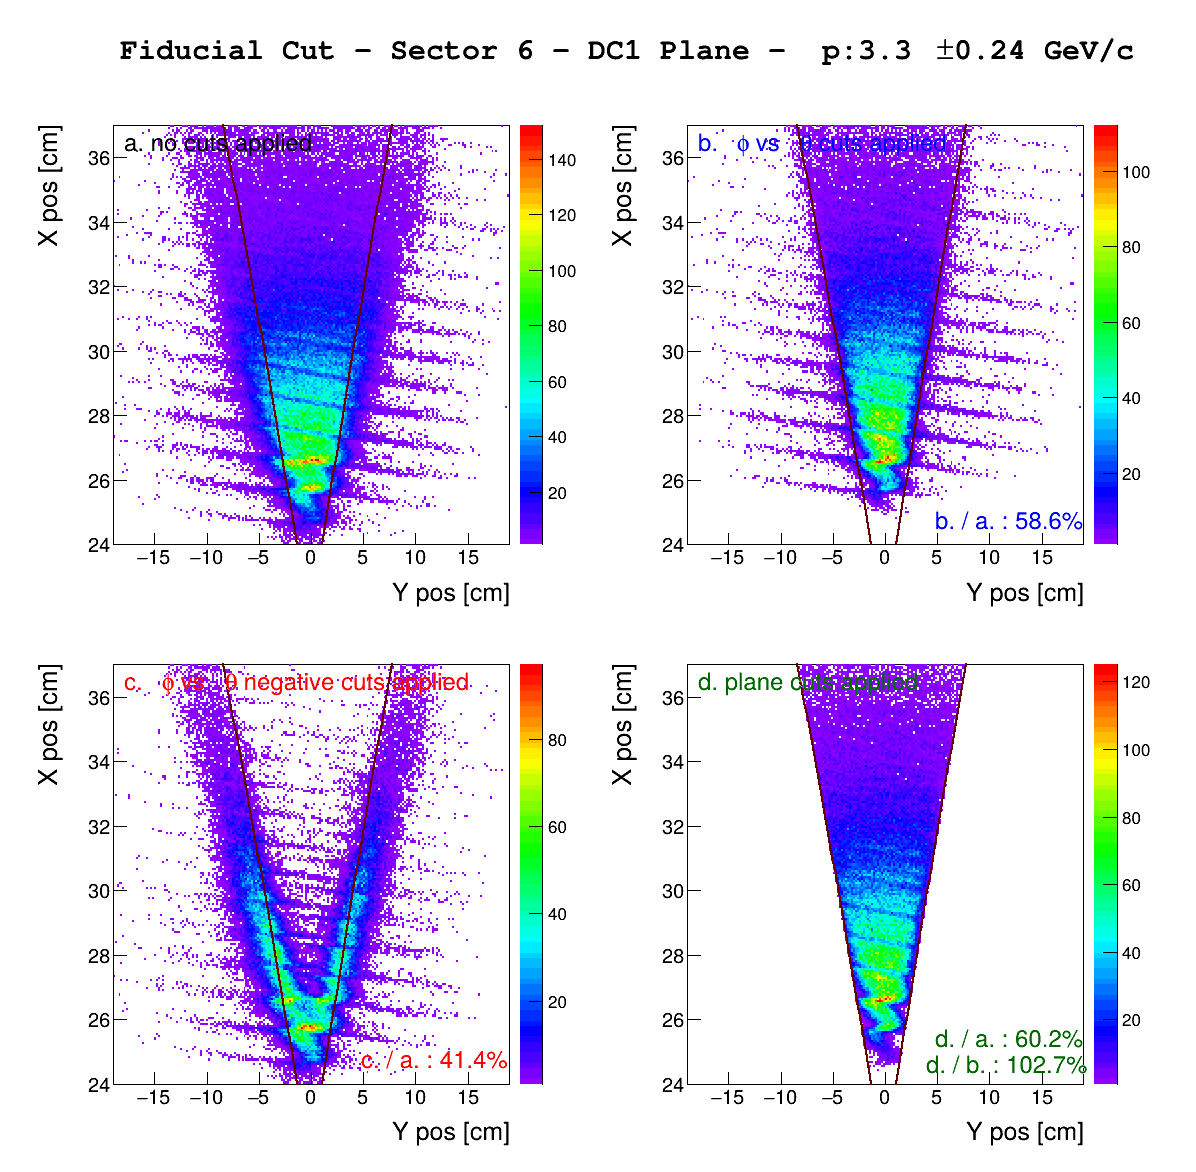 Fiducial Cut – Sector 6 – DC1 Plane – p:3.3 ±0.24 GeV/c
X pos [cm]
a. no cuts applied
36
34
32
30
28
26
24
−15 −10 −5 0 5 10 15
Y pos [cm]
140
120
100
80
60
40
20
X pos [cm]
b. ϕ vs θ cuts applied
36
34
32
30
28
26
24
b. / a. : 58.6%
−15 −10 −5 0 5 10 15
Y pos [cm]
100
80
60
40
20
X pos [cm]
c. ϕ vs. θ negative cuts applied
36
34
32
30
28
26
24
c. / a. : 41.4%
−15 −10 −5 0 5 10 15
Y pos [cm]
80
60
40
20
X pos [cm]
d. plane cuts applied
36
34
32
30
28
26
24
d. / a. : 60.2%
d. / b. : 102.7%
−15 −10 −5 0 5 10 15
Y pos [cm]
120
100
80
60
40
20